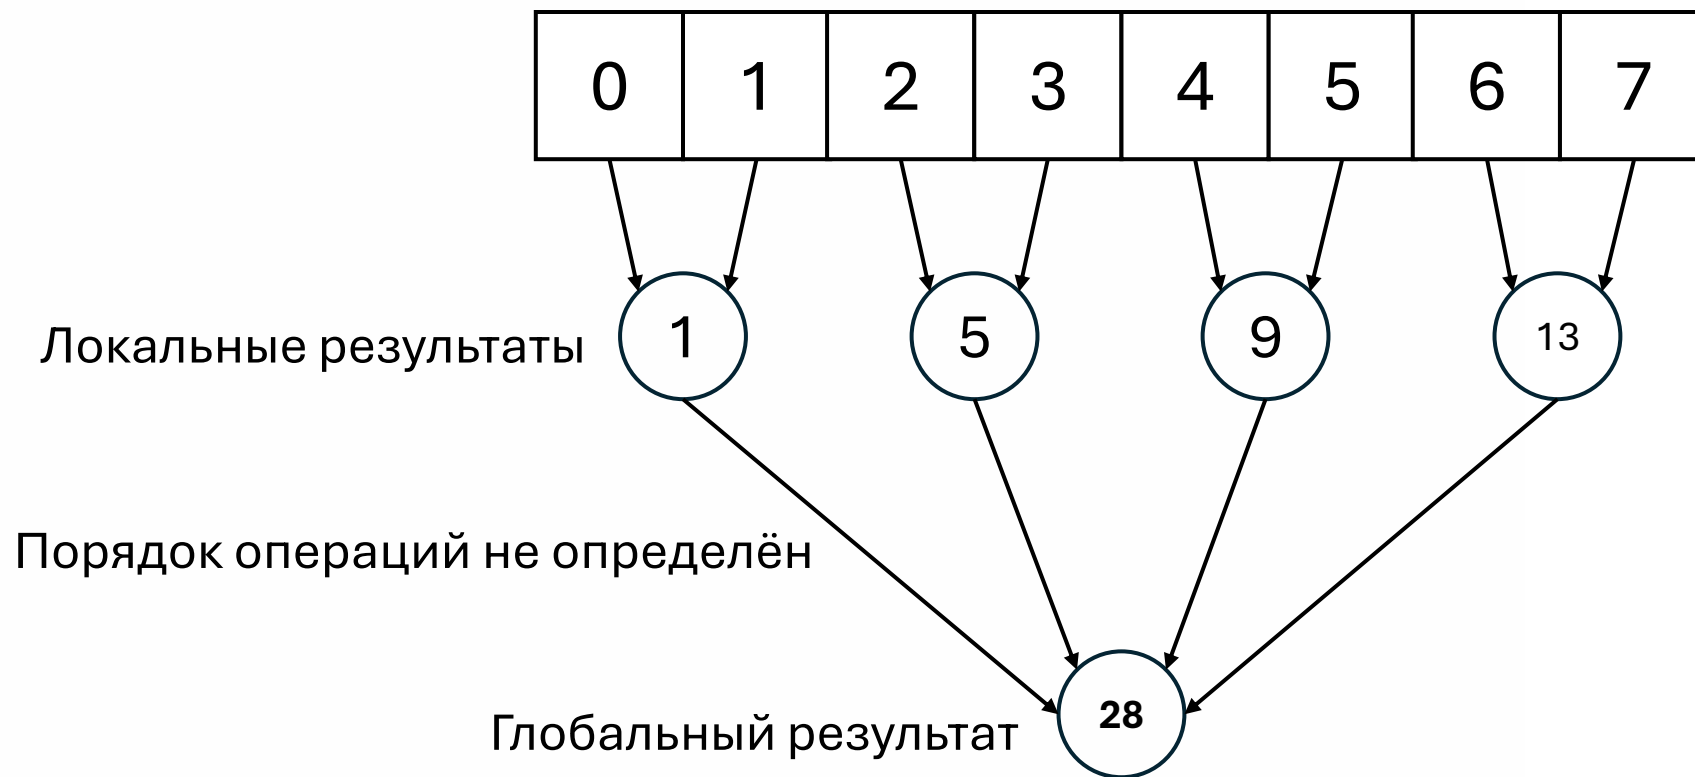 0 1 2 3 4 5 6 7
Локальные результаты 1 5 9 13
Порядок операций не определён
Глобальный результат 28